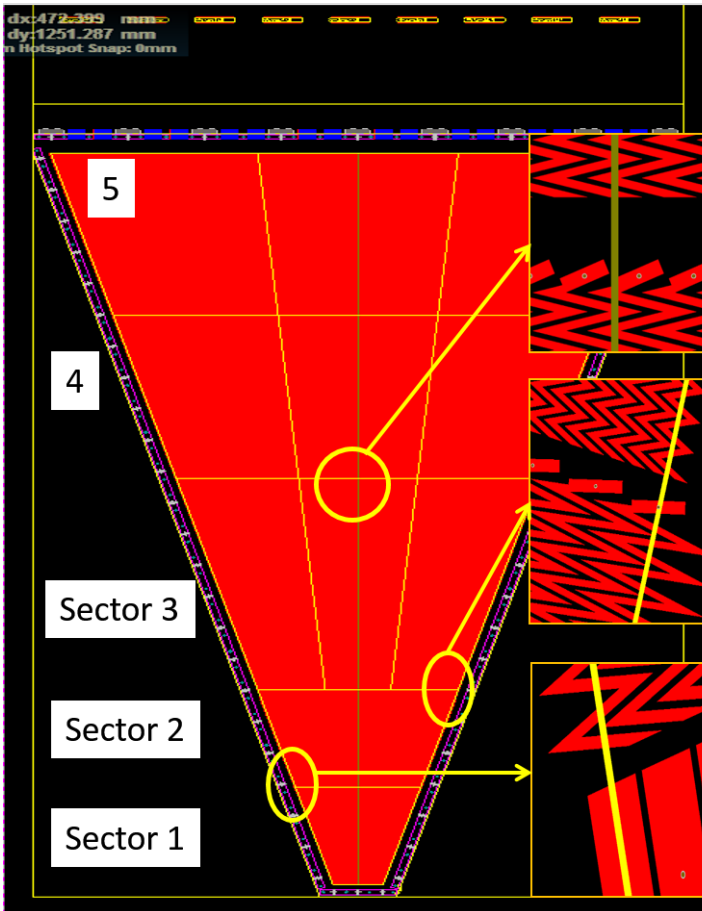 dx:472.399 mm
dy:1251.287 mm
m Hotspot Snap: 0mm
5
4
Sector 3
Sector 2
Sector 1